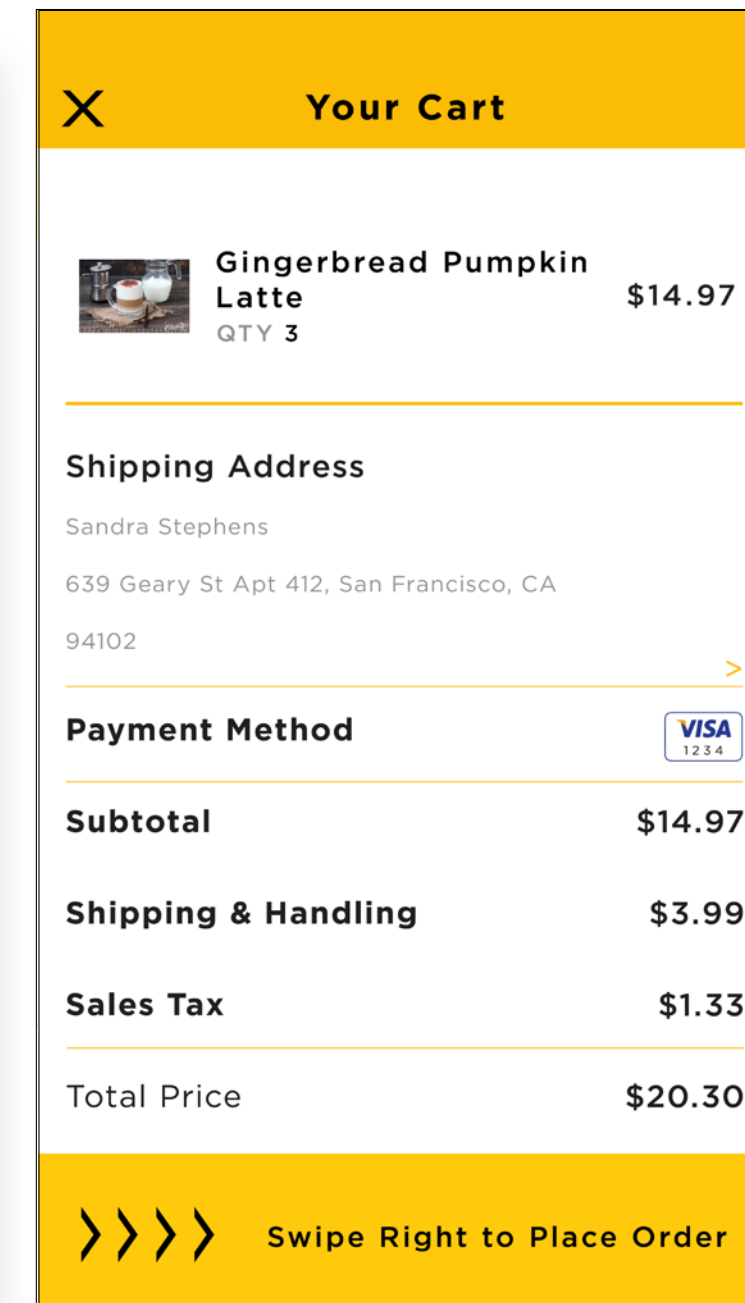 Your Cart
Gingerbread Pumpkin
Latte
$14.97
QTY 3
Shipping Address
Sandra Stephens
639 Geary St Apt 412, San Francisco, CA
94102
>
Payment Method
VISA
1234
Subtotal $14.97
Shipping & Handling $3.99
Sales Tax $1.33
Total Price $20.30
Swipe Right to Place Order